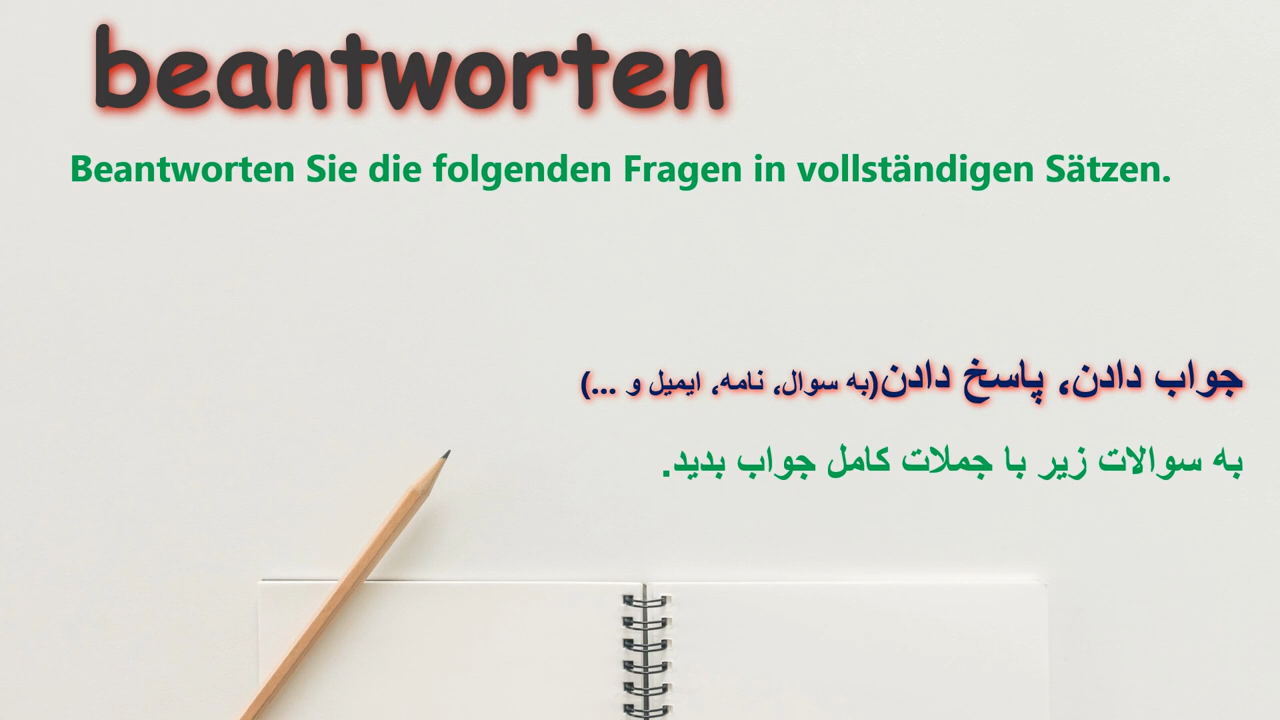 beantworten
Beantworten Sie die folgenden Fragen in vollständigen Sätzen.
جواب دادن، پاسخ دادن(به سوال، نامه، ایمیل و ...)
به سوالات زیر با جملات کامل جواب بدید.